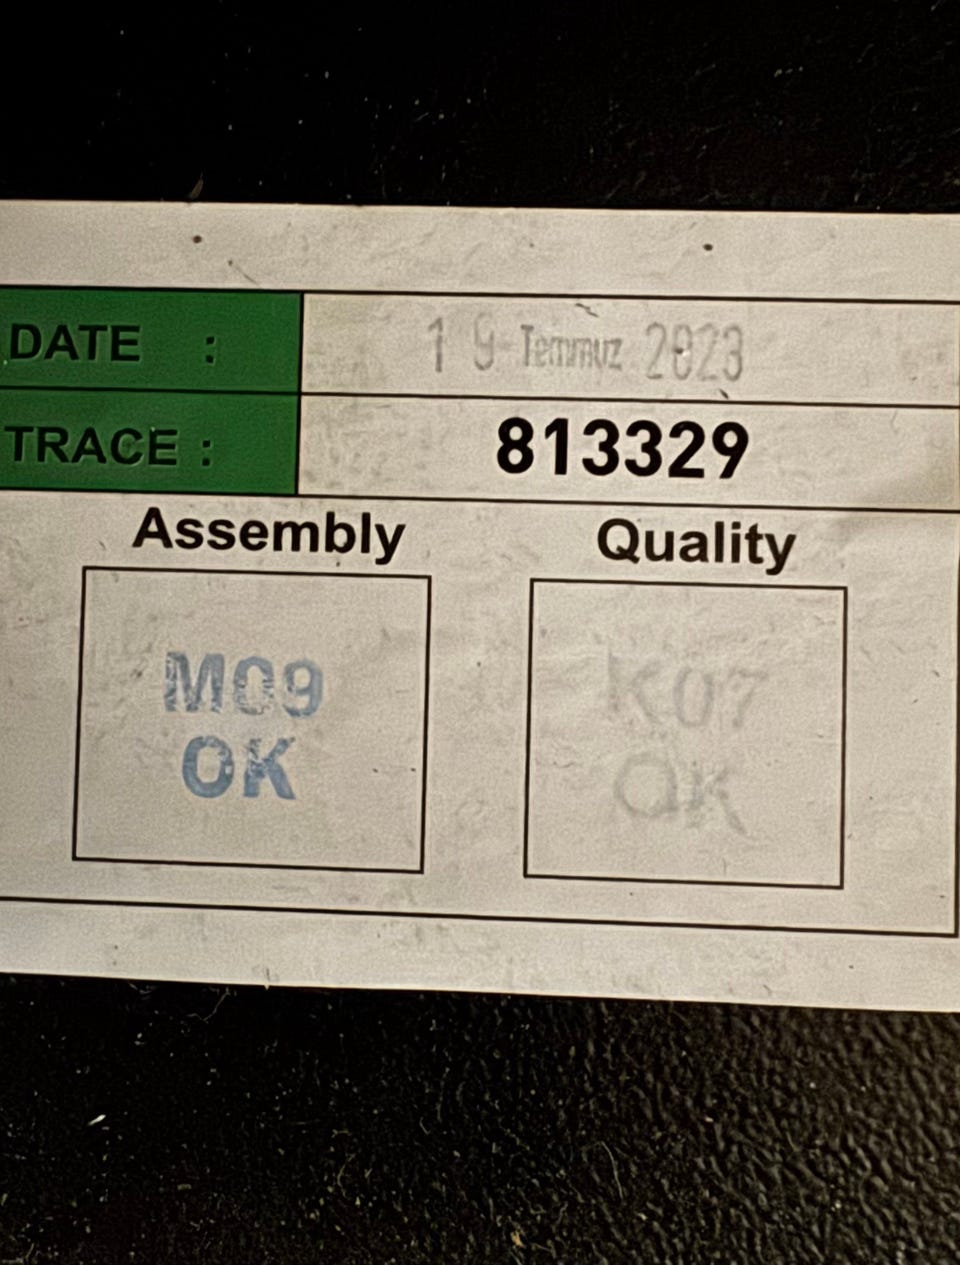 DATE : 19 Temmuz 2023
TRACE : 813329
Assembly Quality
M09 K07
OK OK